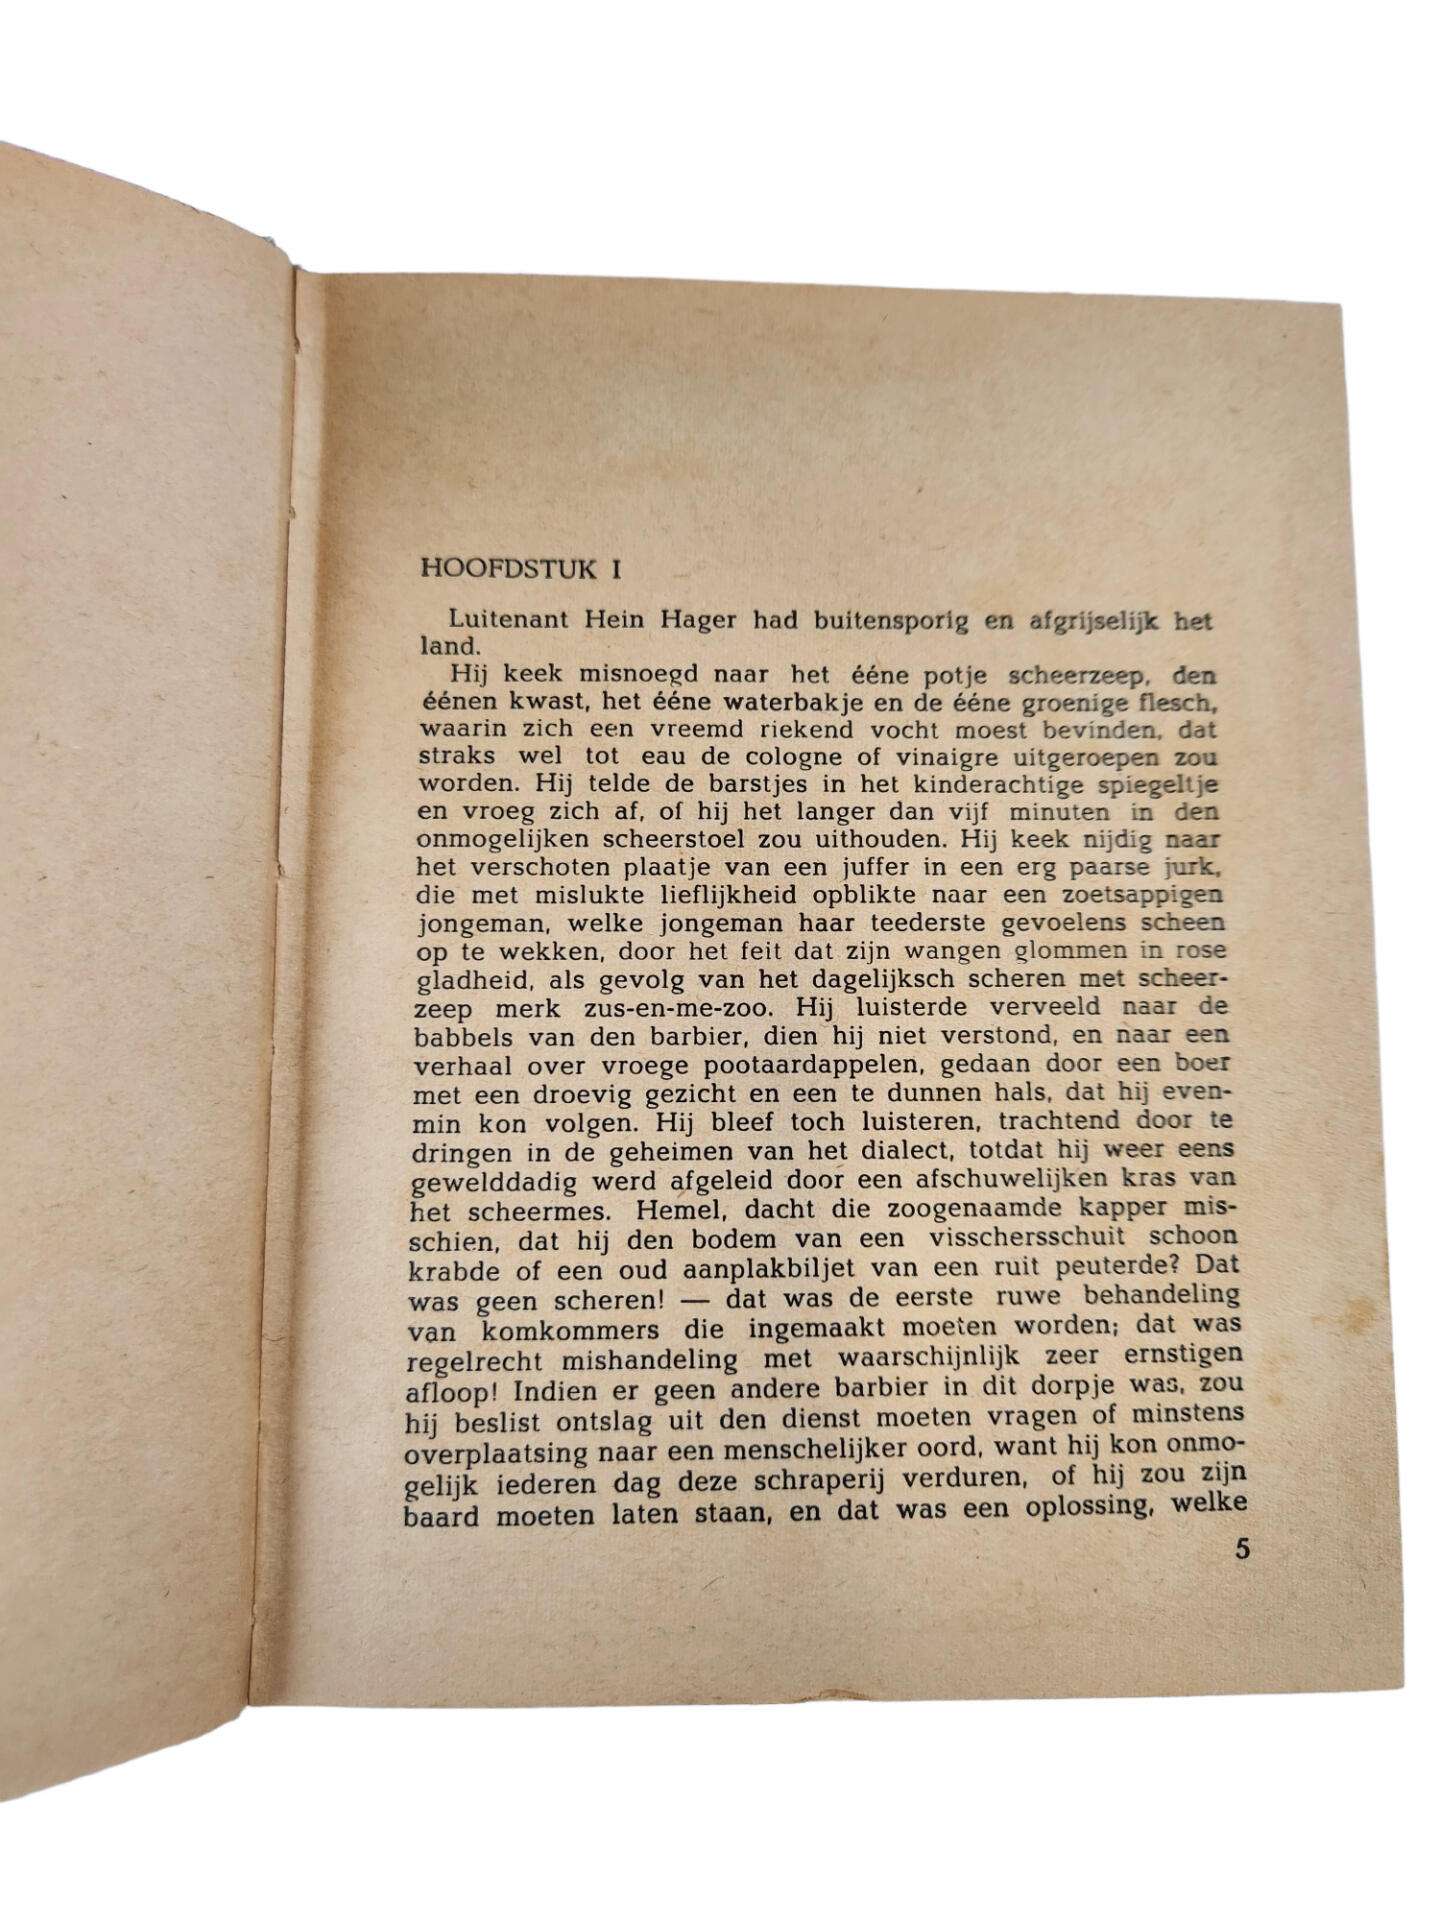 HOOFDSTUK I
Luitenant Hein Hager had buitensporig en afgrijselijk het
land.
Hij keek misnoegd naar het ééne potje scheerzeep, den
éénen kwast, het ééne waterbakje en de ééne groenige flesch,
waarin zich een vreemd riekend vocht moest bevinden, dat
straks wel tot eau de cologne of vinaigre uitgeroepen zou
worden. Hij telde de barstjes in het kinderachtige spiegeltje
en vroeg zich af, of hij het langer dan vijf minuten in den
onmogelijken scheerstoel zou uithouden. Hij keek nijdig naar
het verschoten plaatje van een juffer in een erg paarse jurk,
die met mislukte lieflijkheid opblikte naar een zoetsappigen
jongeman, welke jongeman haar teederste gevoelens scheen
op te wekken, door het feit dat zijn wangen glommen in rose
gladheid, als gevolg van het dagelijksch scheren met scheer-
zeep merk zus-en-me-zoo. Hij luisterde verveeld naar de
babbels van den barbier, dien hij niet verstond, en naar een
verhaal over vroege pootaardappelen, gedaan door een boer
met een droevig gezicht en een te dunnen hals, dat hij even-
min kon volgen. Hij bleef toch luisteren, trachtend door te
dringen in de geheimen van het dialect, totdat hij weer eens
gewelddadig werd afgeleid door een afschuwelijken kras van
het scheermes. Hemel, dacht die zoogenaamde kapper mis-
schien, dat hij den bodem van een visschersschuit schoon
krabde of een oud aanplakbiljet van een ruit peuterde? Dat
was geen scheren! — dat was de eerste ruwe behandeling
van komkommers die ingemaakt moeten worden; dat was
regelrecht mishandeling met waarschijnlijk zeer ernstigen
afloop! Indien er geen andere barbier in dit dorpje was, zou
hij beslist ontslag uit den dienst moeten vragen of minstens
overplaatsing naar een menschelijker oord, want hij kon onmo-
gelijk iederen dag deze schraperij verduren, of hij zou zijn
baard moeten laten staan, en dat was een oplossing, welke
5